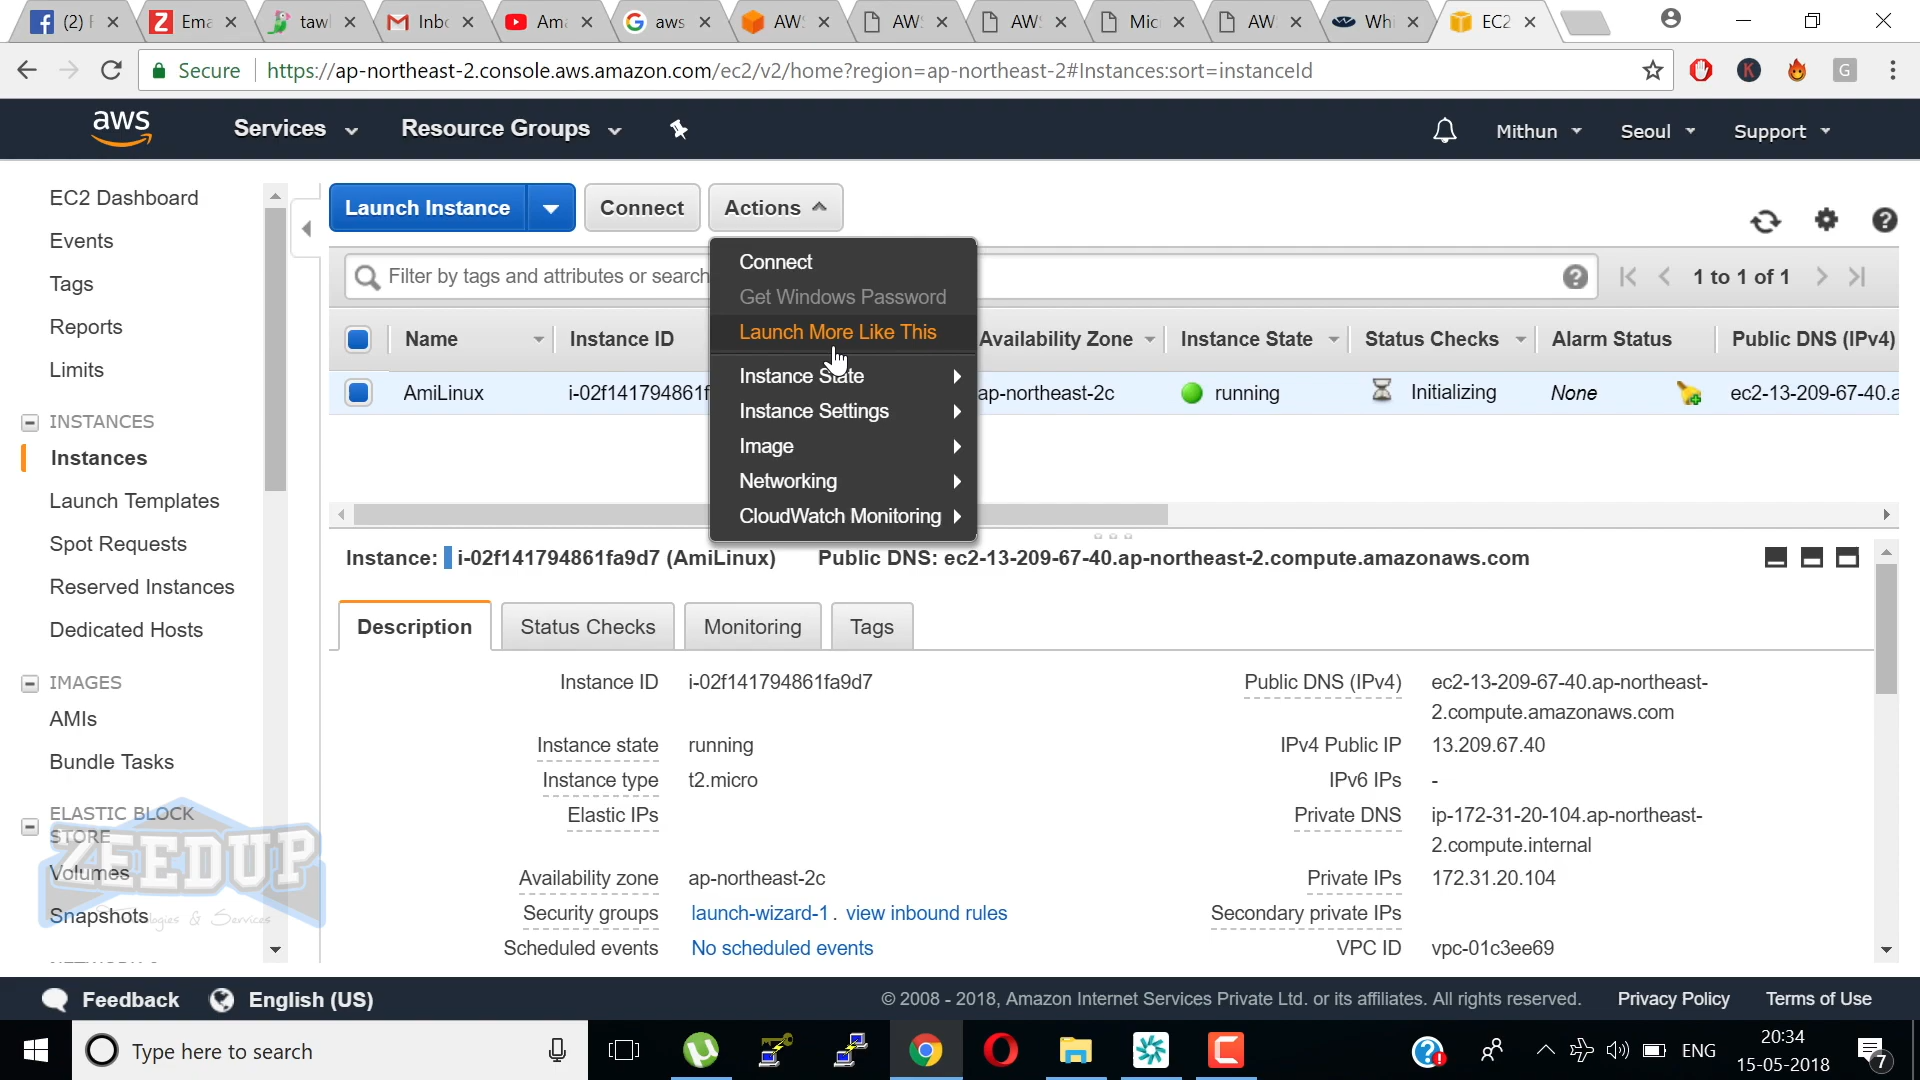 (2) F
Ema
tawl
Inbo
Ama
aws
AWS
AWS
AWS
Mic
AWS
Whi
EC2
Secure https://ap-northeast-2.console.aws.amazon.com/ec2/v2/home?region=ap-northeast-2#Instances:sort=instanceId
aws Services Resource Groups Mithun Seoul Support
EC2 Dashboard
Events
Tags
Reports
Limits
INSTANCES
Instances
Launch Templates
Spot Requests
Reserved Instances
Dedicated Hosts
IMAGES
AMIs
Bundle Tasks
ELASTIC BLOCK
STORE
Volumes
Snapshots
ZEEDUP
& Services
Launch Instance Connect Actions
Filter by tags and attributes or search
1 to 1 of 1
Connect
Get Windows Password
Launch More Like This
Instance State
Instance Settings
Image
Networking
CloudWatch Monitoring
Name Instance ID Availability Zone Instance State Status Checks Alarm Status Public DNS (IPv4)
AmiLinux i-02f141794861f ap-northeast-2c running Initializing None ec2-13-209-67-40.a
Instance: i-02f141794861fa9d7 (AmiLinux) Public DNS: ec2-13-209-67-40.ap-northeast-2.compute.amazonaws.com
Description Status Checks Monitoring Tags
Instance ID i-02f141794861fa9d7
Instance state running
Instance type t2.micro
Elastic IPs
Availability zone ap-northeast-2c
Security groups launch-wizard-1. view inbound rules
Scheduled events No scheduled events
Public DNS (IPv4) ec2-13-209-67-40.ap-northeast-
2.compute.amazonaws.com
IPv4 Public IP 13.209.67.40
IPv6 IPs -
Private DNS ip-172-31-20-104.ap-northeast-
2.compute.internal
Private IPs 172.31.20.104
Secondary private IPs
VPC ID vpc-01c3ee69
Feedback English (US) © 2008 - 2018, Amazon Internet Services Private Ltd. or its affiliates. All rights reserved. Privacy Policy Terms of Use
Type here to search
ENG
20:34
15-05-2018
7